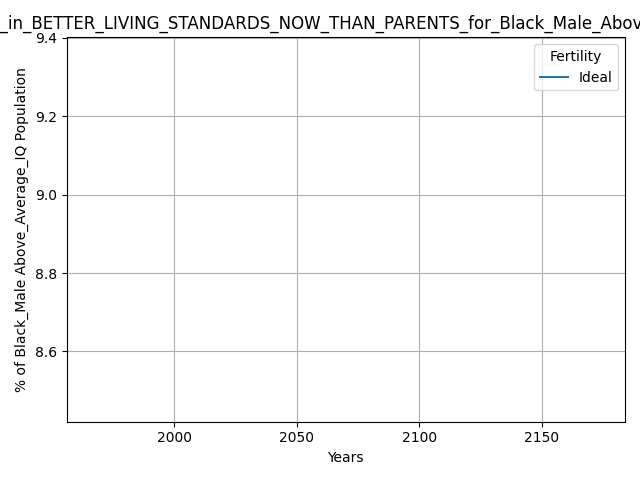 _in_BETTER_LIVING_STANDARDS_NOW_THAN_PARENTS_for_Black_Male_Abov
9.4
9.2
9.0
8.8
8.6
% of Black_Male Above_Average_IQ Population
Fertility
Ideal
2000 2050 2100 2150
Years